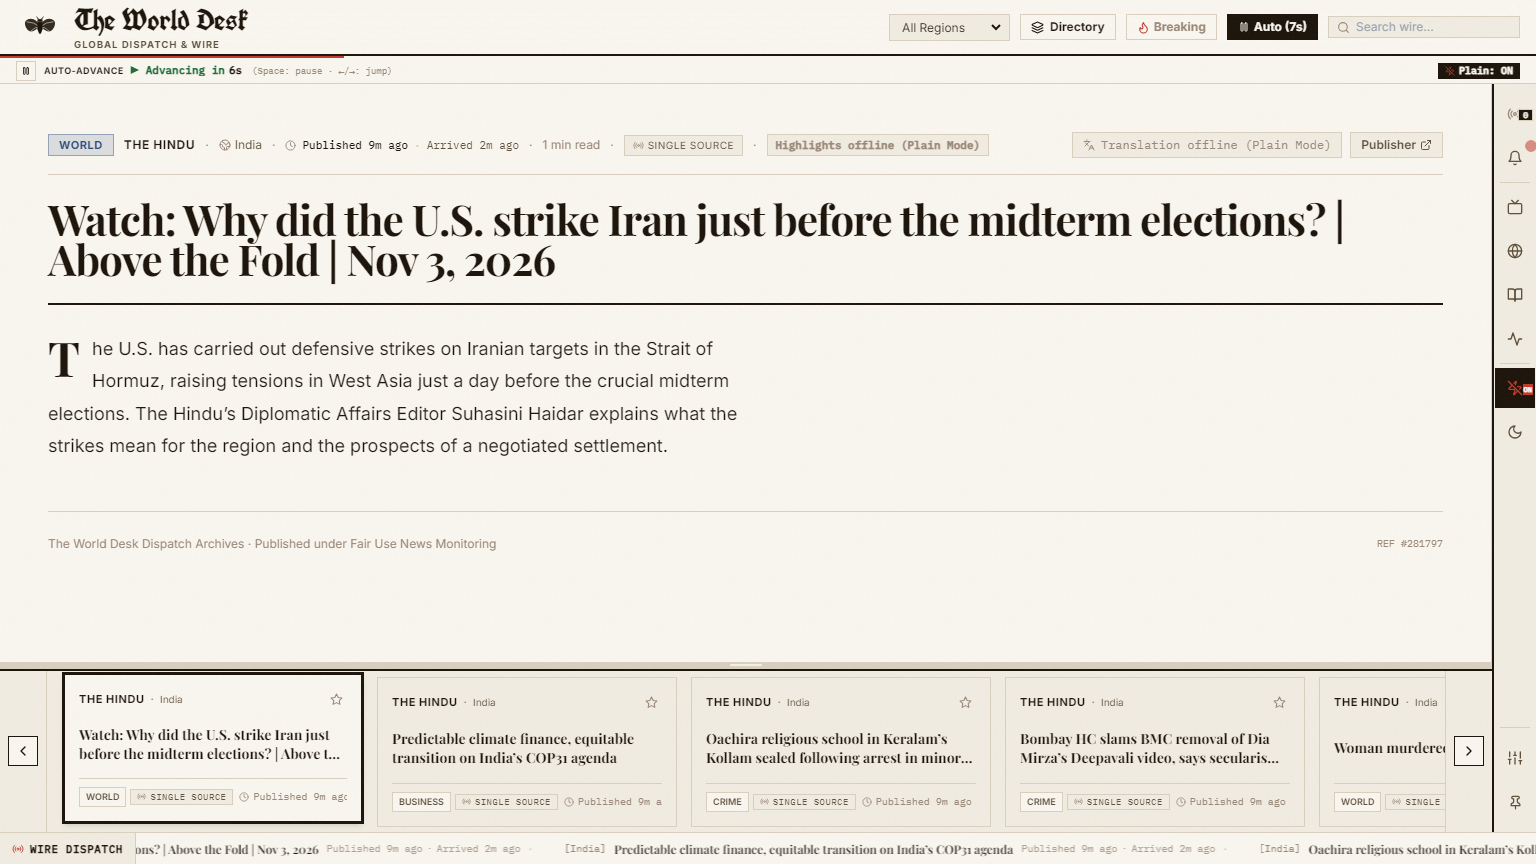 The World Desk
GLOBAL DISPATCH & WIRE
All Regions
Directory
Breaking
Auto (7s)
Search wire...
AUTO-ADVANCE ▶ Advancing in 6s (Space: pause · ←/→: jump)
Plain: ON
WORLD THE HINDU · India · Published 9m ago · Arrived 2m ago · 1 min read · SINGLE SOURCE · Highlights offline (Plain Mode)
Translation offline (Plain Mode)
Publisher
0
Watch: Why did the U.S. strike Iran just before the midterm elections? |
Above the Fold | Nov 3, 2026
The U.S. has carried out defensive strikes on Iranian targets in the Strait of
Hormuz, raising tensions in West Asia just a day before the crucial midterm
elections. The Hindu’s Diplomatic Affairs Editor Suhasini Haidar explains what the
strikes mean for the region and the prospects of a negotiated settlement.
ON
The World Desk Dispatch Archives · Published under Fair Use News Monitoring
REF #281797
THE HINDU · India
Watch: Why did the U.S. strike Iran just
before the midterm elections? | Above t...
WORLD SINGLE SOURCE Published 9m ago
THE HINDU · India
Predictable climate finance, equitable
transition on India’s COP31 agenda
BUSINESS SINGLE SOURCE Published 9m a
THE HINDU · India
Oachira religious school in Keralam’s
Kollam sealed following arrest in minor...
CRIME SINGLE SOURCE Published 9m ago
THE HINDU · India
Bombay HC slams BMC removal of Dia
Mirza’s Deepavali video, says secularis...
CRIME SINGLE SOURCE Published 9m ago
THE HINDU · India
Woman murdered
WORLD SINGLE
WIRE DISPATCH
ons? | Above the Fold | Nov 3, 2026 Published 9m ago · Arrived 2m ago ·
[India] Predictable climate finance, equitable transition on India’s COP31 agenda Published 9m ago · Arrived 2m ago ·
[India] Oachira religious school in Keralam’s Kol